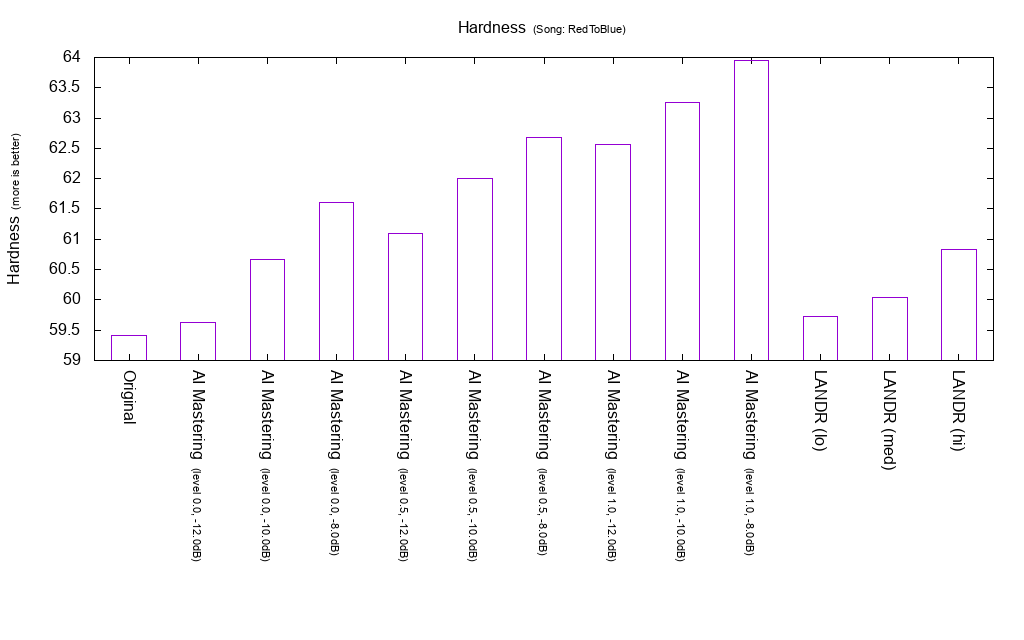 Hardness (Song: RedToBlue)
Hardness (more is better)
64
63.5
63
62.5
62
61.5
61
60.5
60
59.5
59
Original
AI Mastering (level 0.0, -12.0dB)
AI Mastering (level 0.0, -10.0dB)
AI Mastering (level 0.0, -8.0dB)
AI Mastering (level 0.5, -12.0dB)
AI Mastering (level 0.5, -10.0dB)
AI Mastering (level 0.5, -8.0dB)
AI Mastering (level 1.0, -12.0dB)
AI Mastering (level 1.0, -10.0dB)
AI Mastering (level 1.0, -8.0dB)
LANDR (lo)
LANDR (med)
LANDR (hi)